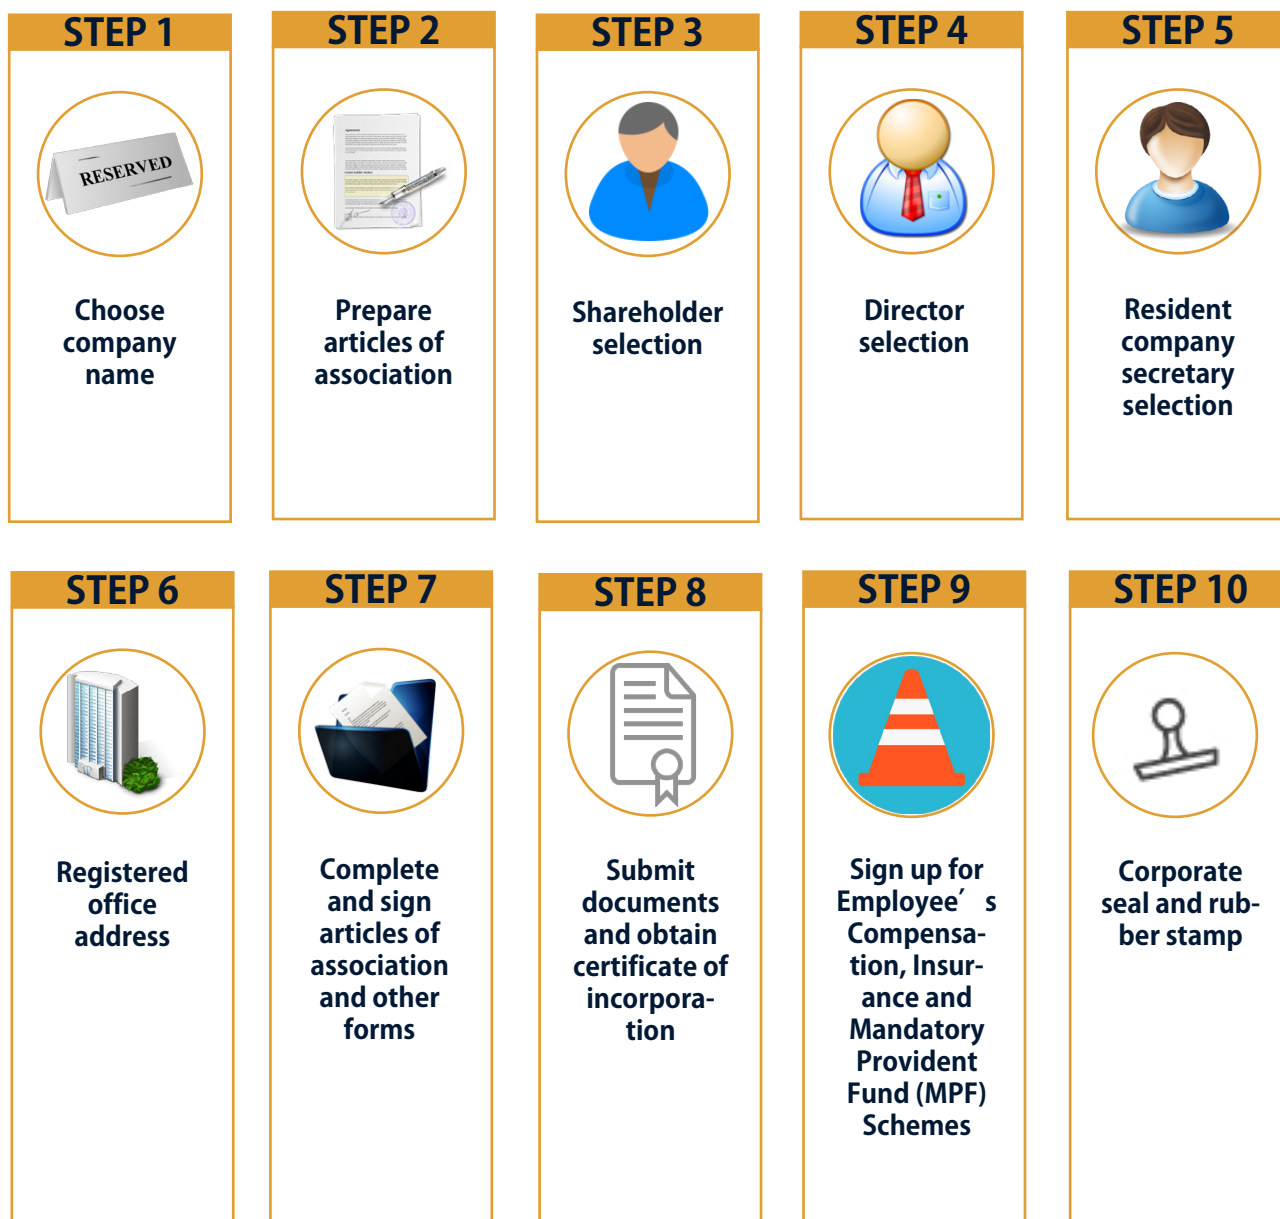 STEP 1
Choose
company
name
STEP 2
Prepare
articles of
association
STEP 3
Shareholder
selection
STEP 4
Director
selection
STEP 5
Resident
company
secretary
selection
RESERVED
Agreement
STEP 6
Registered
office
address
STEP 7
Complete
and sign
articles of
association
and other
forms
STEP 8
Submit
documents
and obtain
certificate of
incorpora-
tion
STEP 9
Sign up for
Employee´ s
Compensa-
tion, Insur-
ance and
Mandatory
Provident
Fund (MPF)
Schemes
STEP 10
Corporate
seal and rub-
ber stamp